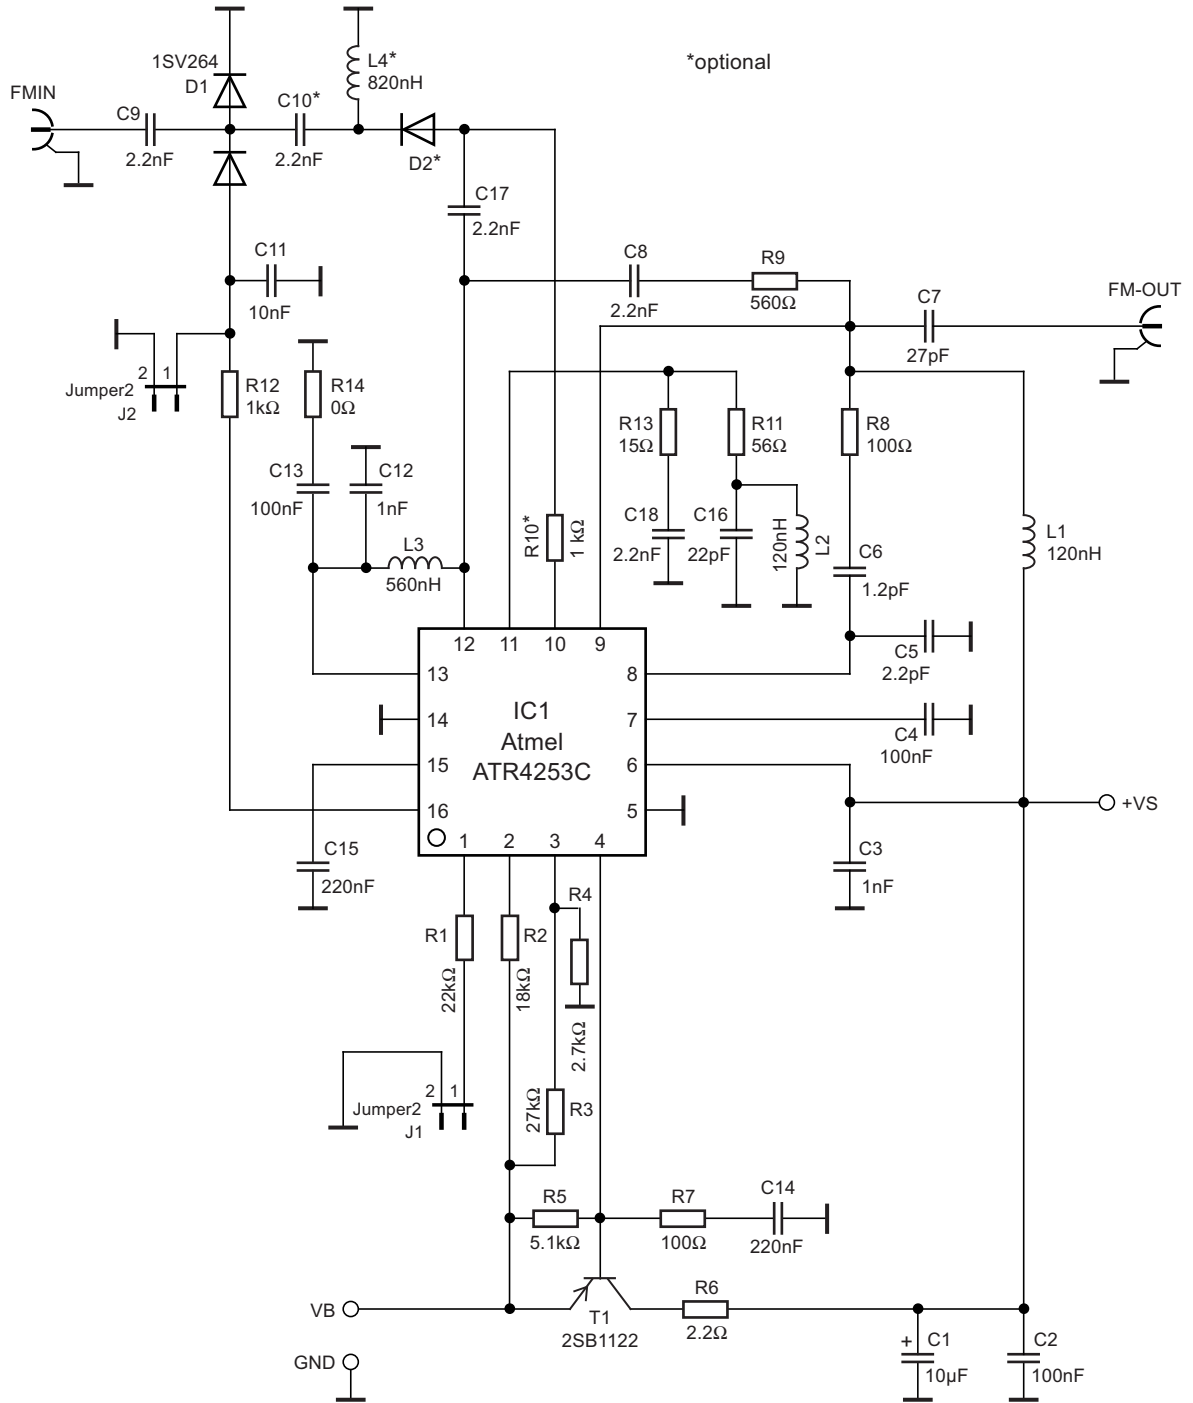 1SV264
D1
L4*
820nH
*optional
FMIN
C9
2.2nF
C10*
2.2nF
D2*
C17
2.2nF
C11
10nF
C8
2.2nF
R9
560Ω
C7
27pF
FM-OUT
2 1
Jumper2
J2
R12
1kΩ
R14
0Ω
R13
15Ω
R11
56Ω
R8
100Ω
C13
100nF
C12
1nF
R10*
1 kΩ
C18
2.2nF
C16
22pF
120nH
L2
L1
120nH
L3
560nH
C6
1.2pF
12 11 10 9
C5
2.2pF
13 8
14 7
15 6
16 5
IC1
Atmel
ATR4253C
C4
100nF
+VS
1 2 3 4
C15
220nF
C3
1nF
R1
22kΩ
R2
18kΩ
R4
2.7kΩ
2 1
Jumper2
J1
27kΩ
R3
R5
5.1kΩ
R7
100Ω
C14
220nF
VB
T1
2SB1122
R6
2.2Ω
GND
+ C1
10µF
C2
100nF